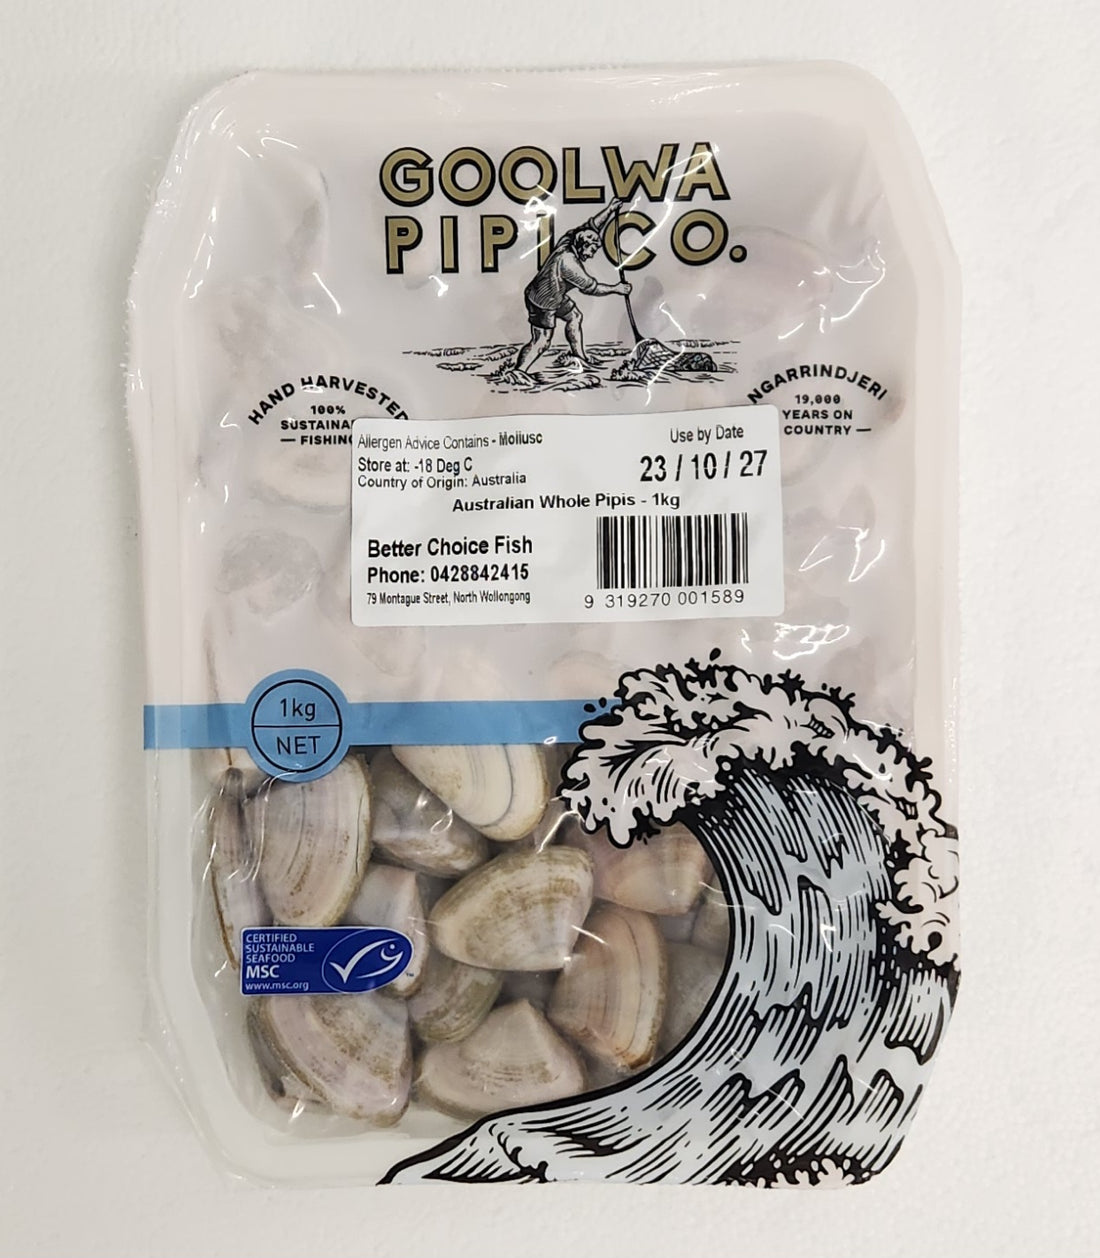 GOOLWA
PIPI CO.
HAND HARVESTED
100%
SUSTAINA
— FISHING
NGARRINDJERI
19,000
YEARS ON
COUNTRY —
Allergen Advice Contains - Mollusc
Store at: -18 Deg C
Country of Origin: Australia
Use by Date
23 / 10 / 27
Australian Whole Pipis - 1kg
Better Choice Fish
Phone: 0428842415
79 Montague Street, North Wollongong
9 319270 001589
1kg
NET
CERTIFIED
SUSTAINABLE
SEAFOOD
MSC
www.msc.org
TM